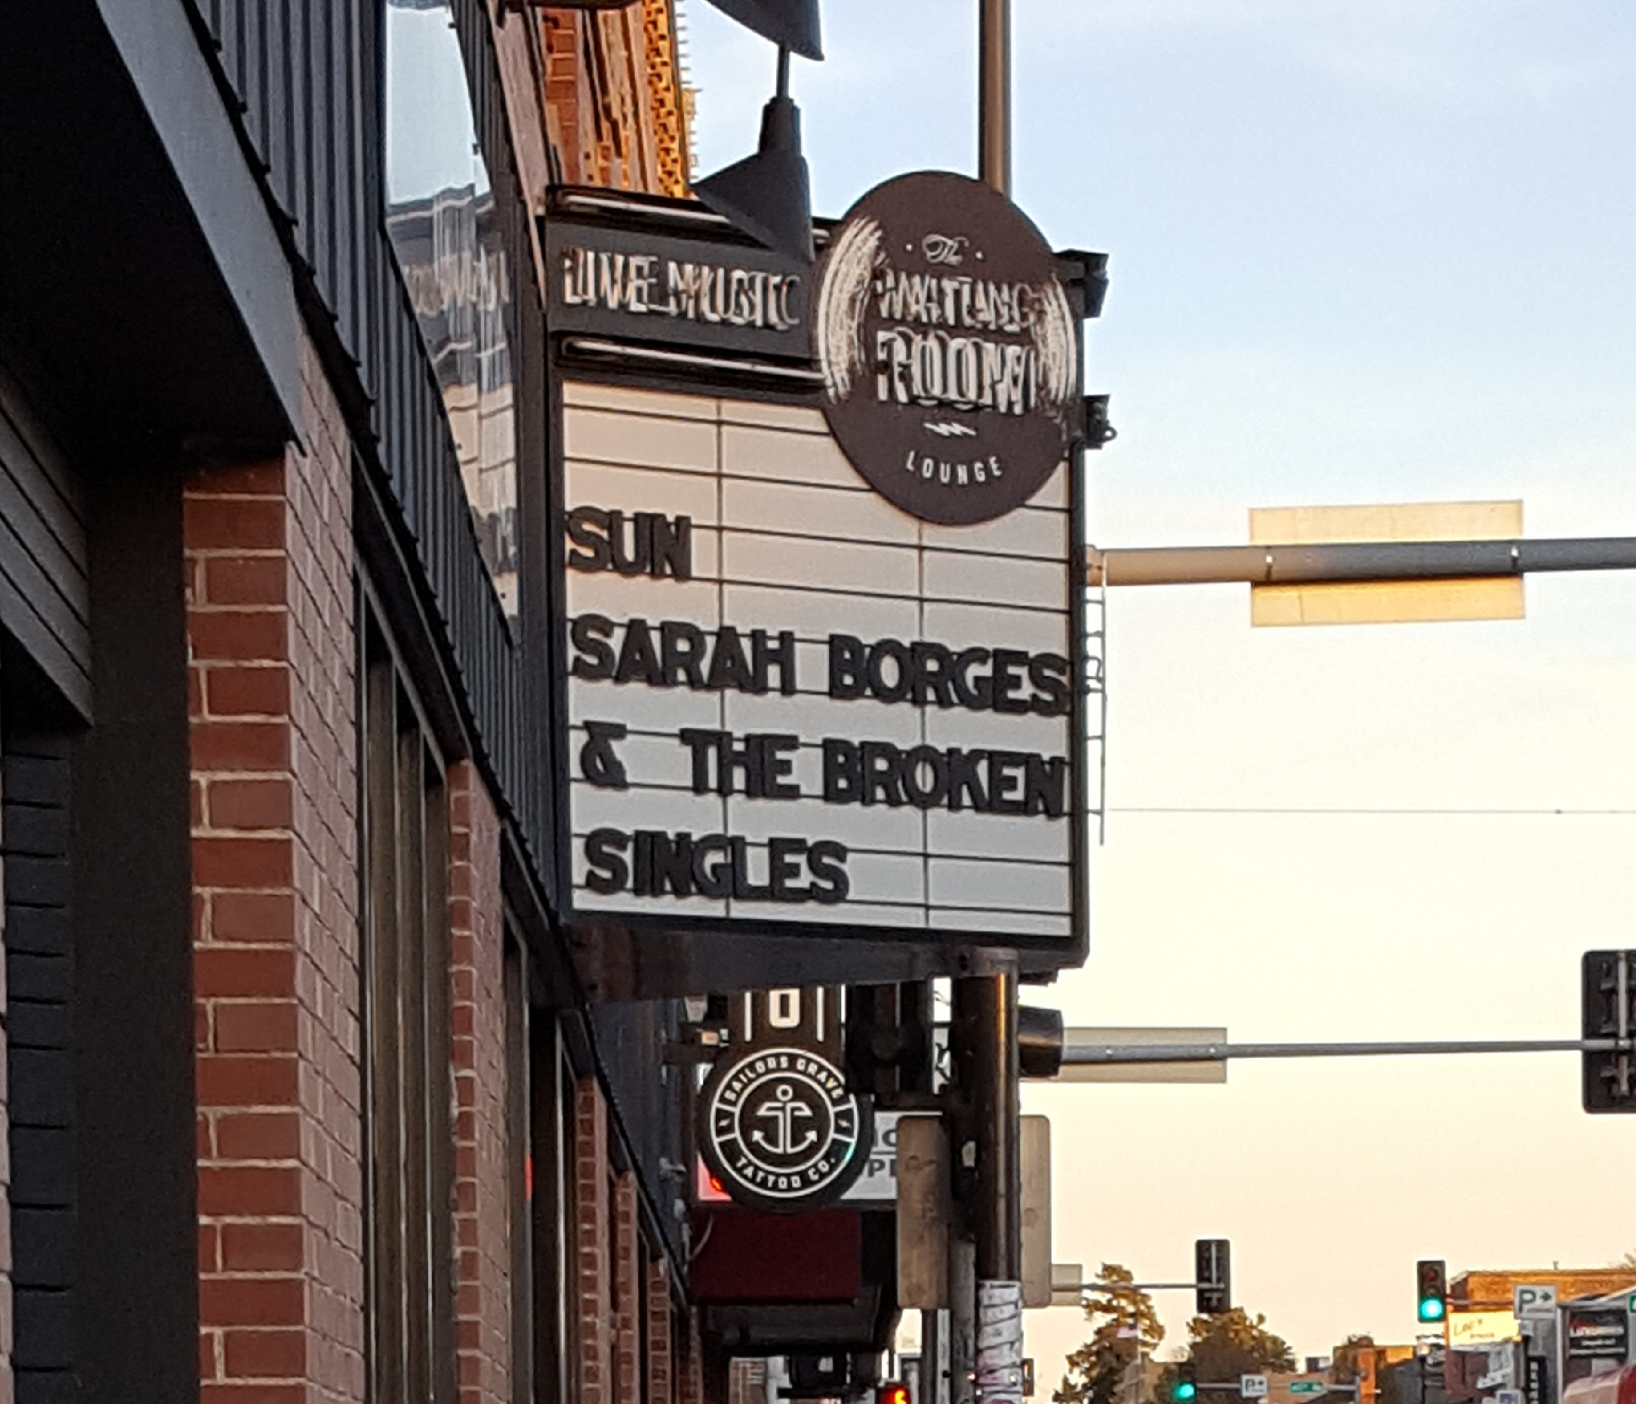 LIVE MUSIC
The
WAITING
ROOM
LOUNGE
SUN
SARAH BORGES
& THE BROKEN
SINGLES
SAILORS GRAVE
TATTOO CO.
P